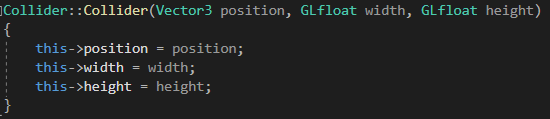 Collider::Collider(Vector3 position, GLfloat width, GLfloat height)
{
this->position = position;
this->width = width;
this->height = height;
}